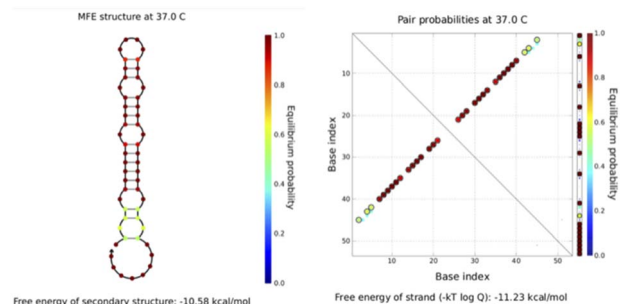 MFE structure at 37.0 C
1.0
0.8
0.6
0.4
0.2
0.0
Equilibrium probability
Free energy of secondary structure: -10.58 kcal/mol
Pair probabilities at 37.0 C
10
20
30
40
50
Base index
10
20
30
40
50
Base index
1.0
0.8
0.6
0.4
0.2
0.0
Equilibrium probability
Free energy of strand (-kT log Q): -11.23 kcal/mol